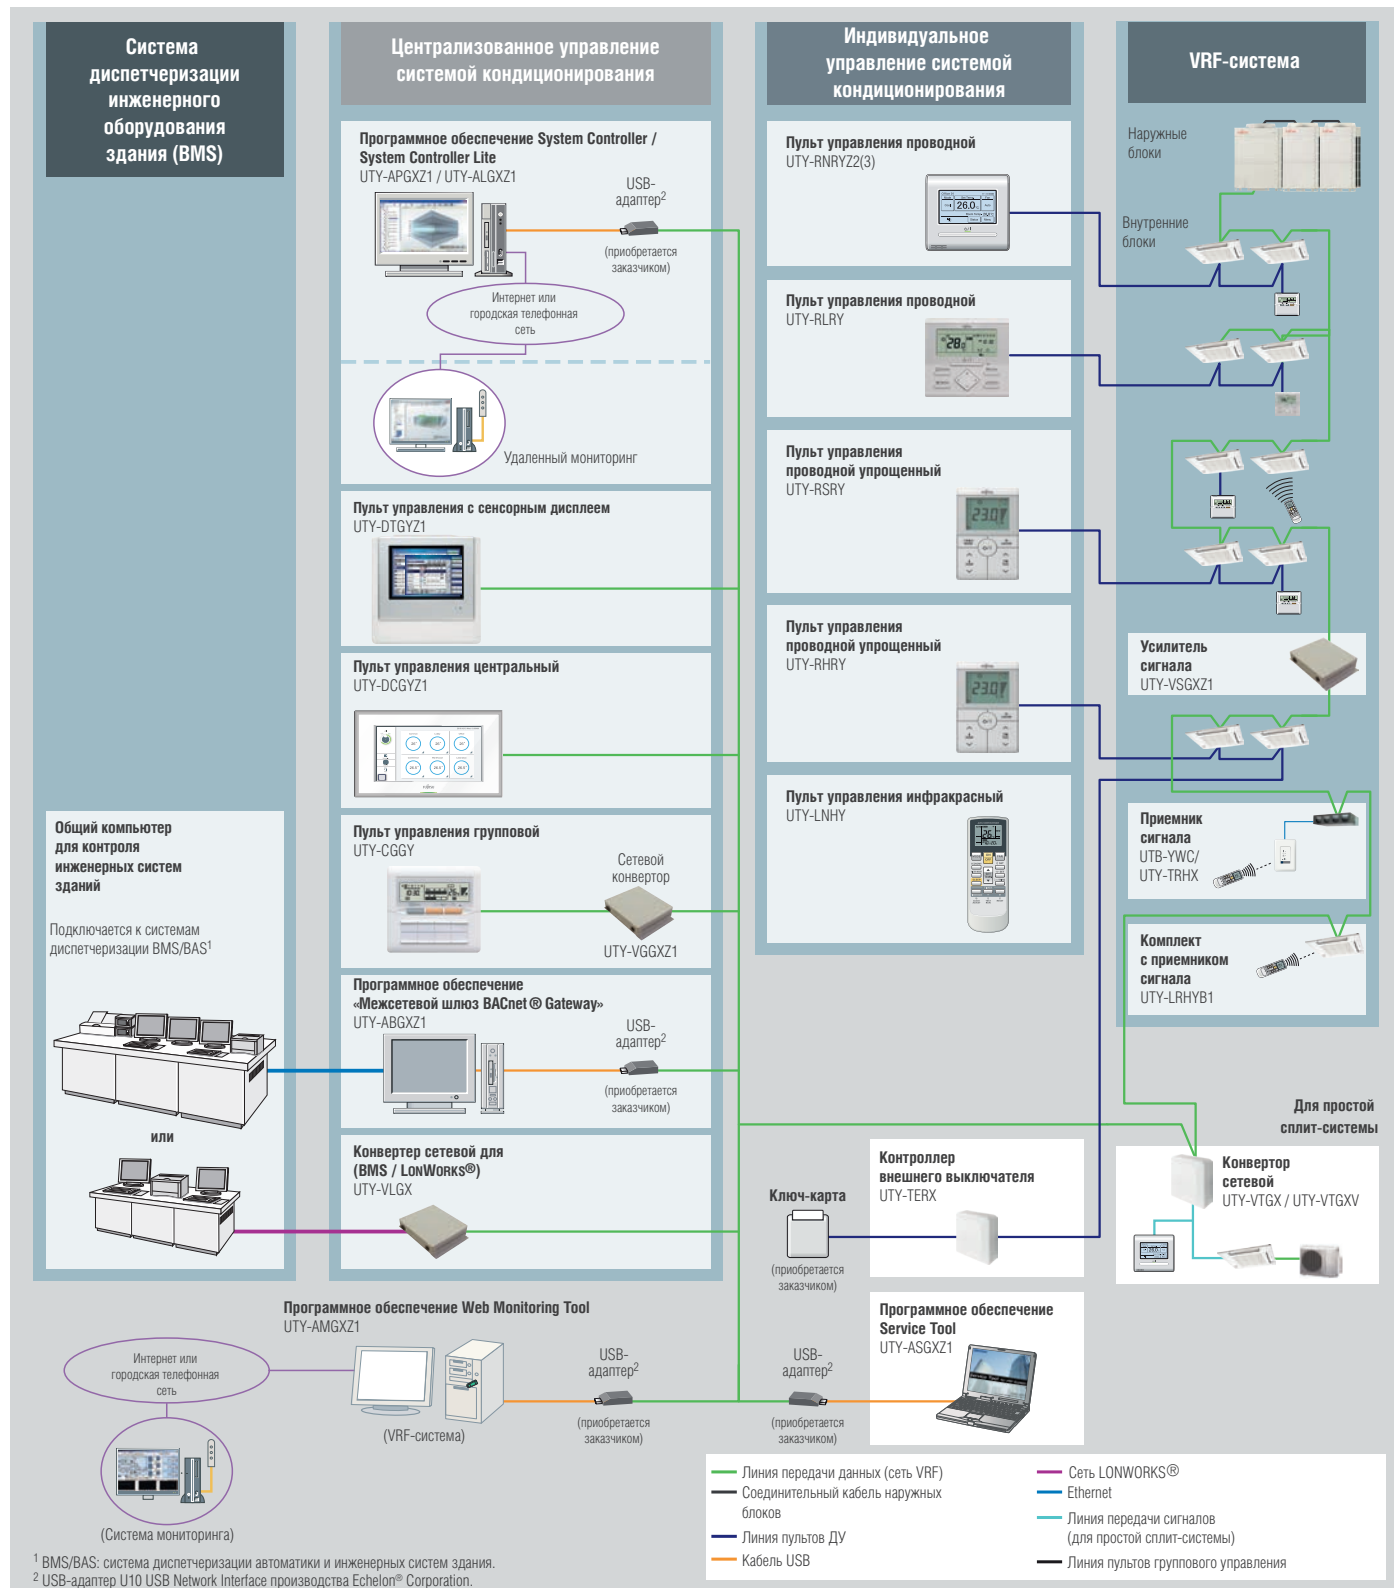 Система
диспетчеризации
инженерного
оборудования
здания (BMS)
Централизованное управление
системой кондиционирования
Индивидуальное
управление системой
кондиционирования
VRF-система
Программное обеспечение System Controller /
System Controller Lite
UTY-APGXZ1 / UTY-ALGXZ1
USB-
адаптер2
(приобретается
заказчиком)
Интернет или
городская телефонная
сеть
Удаленный мониторинг
Пульт управления с сенсорным дисплеем
UTY-DTGYZ1
Пульт управления центральный
UTY-DCGYZ1
Пульт управления групповой
UTY-CGGY
Сетевой
конвертор
UTY-VGGXZ1
Программное обеспечение
«Межсетевой шлюз BACnet ® Gateway»
UTY-ABGXZ1
USB-
адаптер2
(приобретается
заказчиком)
Конвертер сетевой для
(BMS / LONWORKS®)
UTY-VLGX
Общий компьютер
для контроля
инженерных систем
зданий
Подключается к системам
диспетчеризации BMS/BAS1
или
Пульт управления проводной
UTY-RNRYZ2(3)
26.0
Пульт управления проводной
UTY-RLRY
Пульт управления
проводной упрощенный
UTY-RSRY
23.0
Пульт управления
проводной упрощенный
UTY-RHRY
23.0
Пульт управления инфракрасный
UTY-LNHY
Наружные
блоки
Внутренние
блоки
Усилитель
сигнала
UTY-VSGXZ1
Приемник
сигнала
UTB-YWC/
UTY-TRHX
Комплект
с приемником
сигнала
UTY-LRHYB1
Для простой
сплит-системы
Конвертор
сетевой
UTY-VTGX / UTY-VTGXV
Контроллер
внешнего выключателя
UTY-TERX
Ключ-карта
(приобретается
заказчиком)
Программное обеспечение
Service Tool
UTY-ASGXZ1
USB-
адаптер2
(приобретается
заказчиком)
Программное обеспечение Web Monitoring Tool
UTY-AMGXZ1
USB-
адаптер2
(приобретается
заказчиком)
(VRF-система)
Интернет или
городская телефонная
сеть
(Система мониторинга)
Линия передачи данных (сеть VRF)
Соединительный кабель наружных
блоков
Линия пультов ДУ
Кабель USB
Сеть LONWORKS®
Ethernet
Линия передачи сигналов
(для простой сплит-системы)
Линия пультов группового управления
1 BMS/BAS: система диспетчеризации автоматики и инженерных систем здания.
2 USB-адаптер U10 USB Network Interface производства Echelon® Corporation.